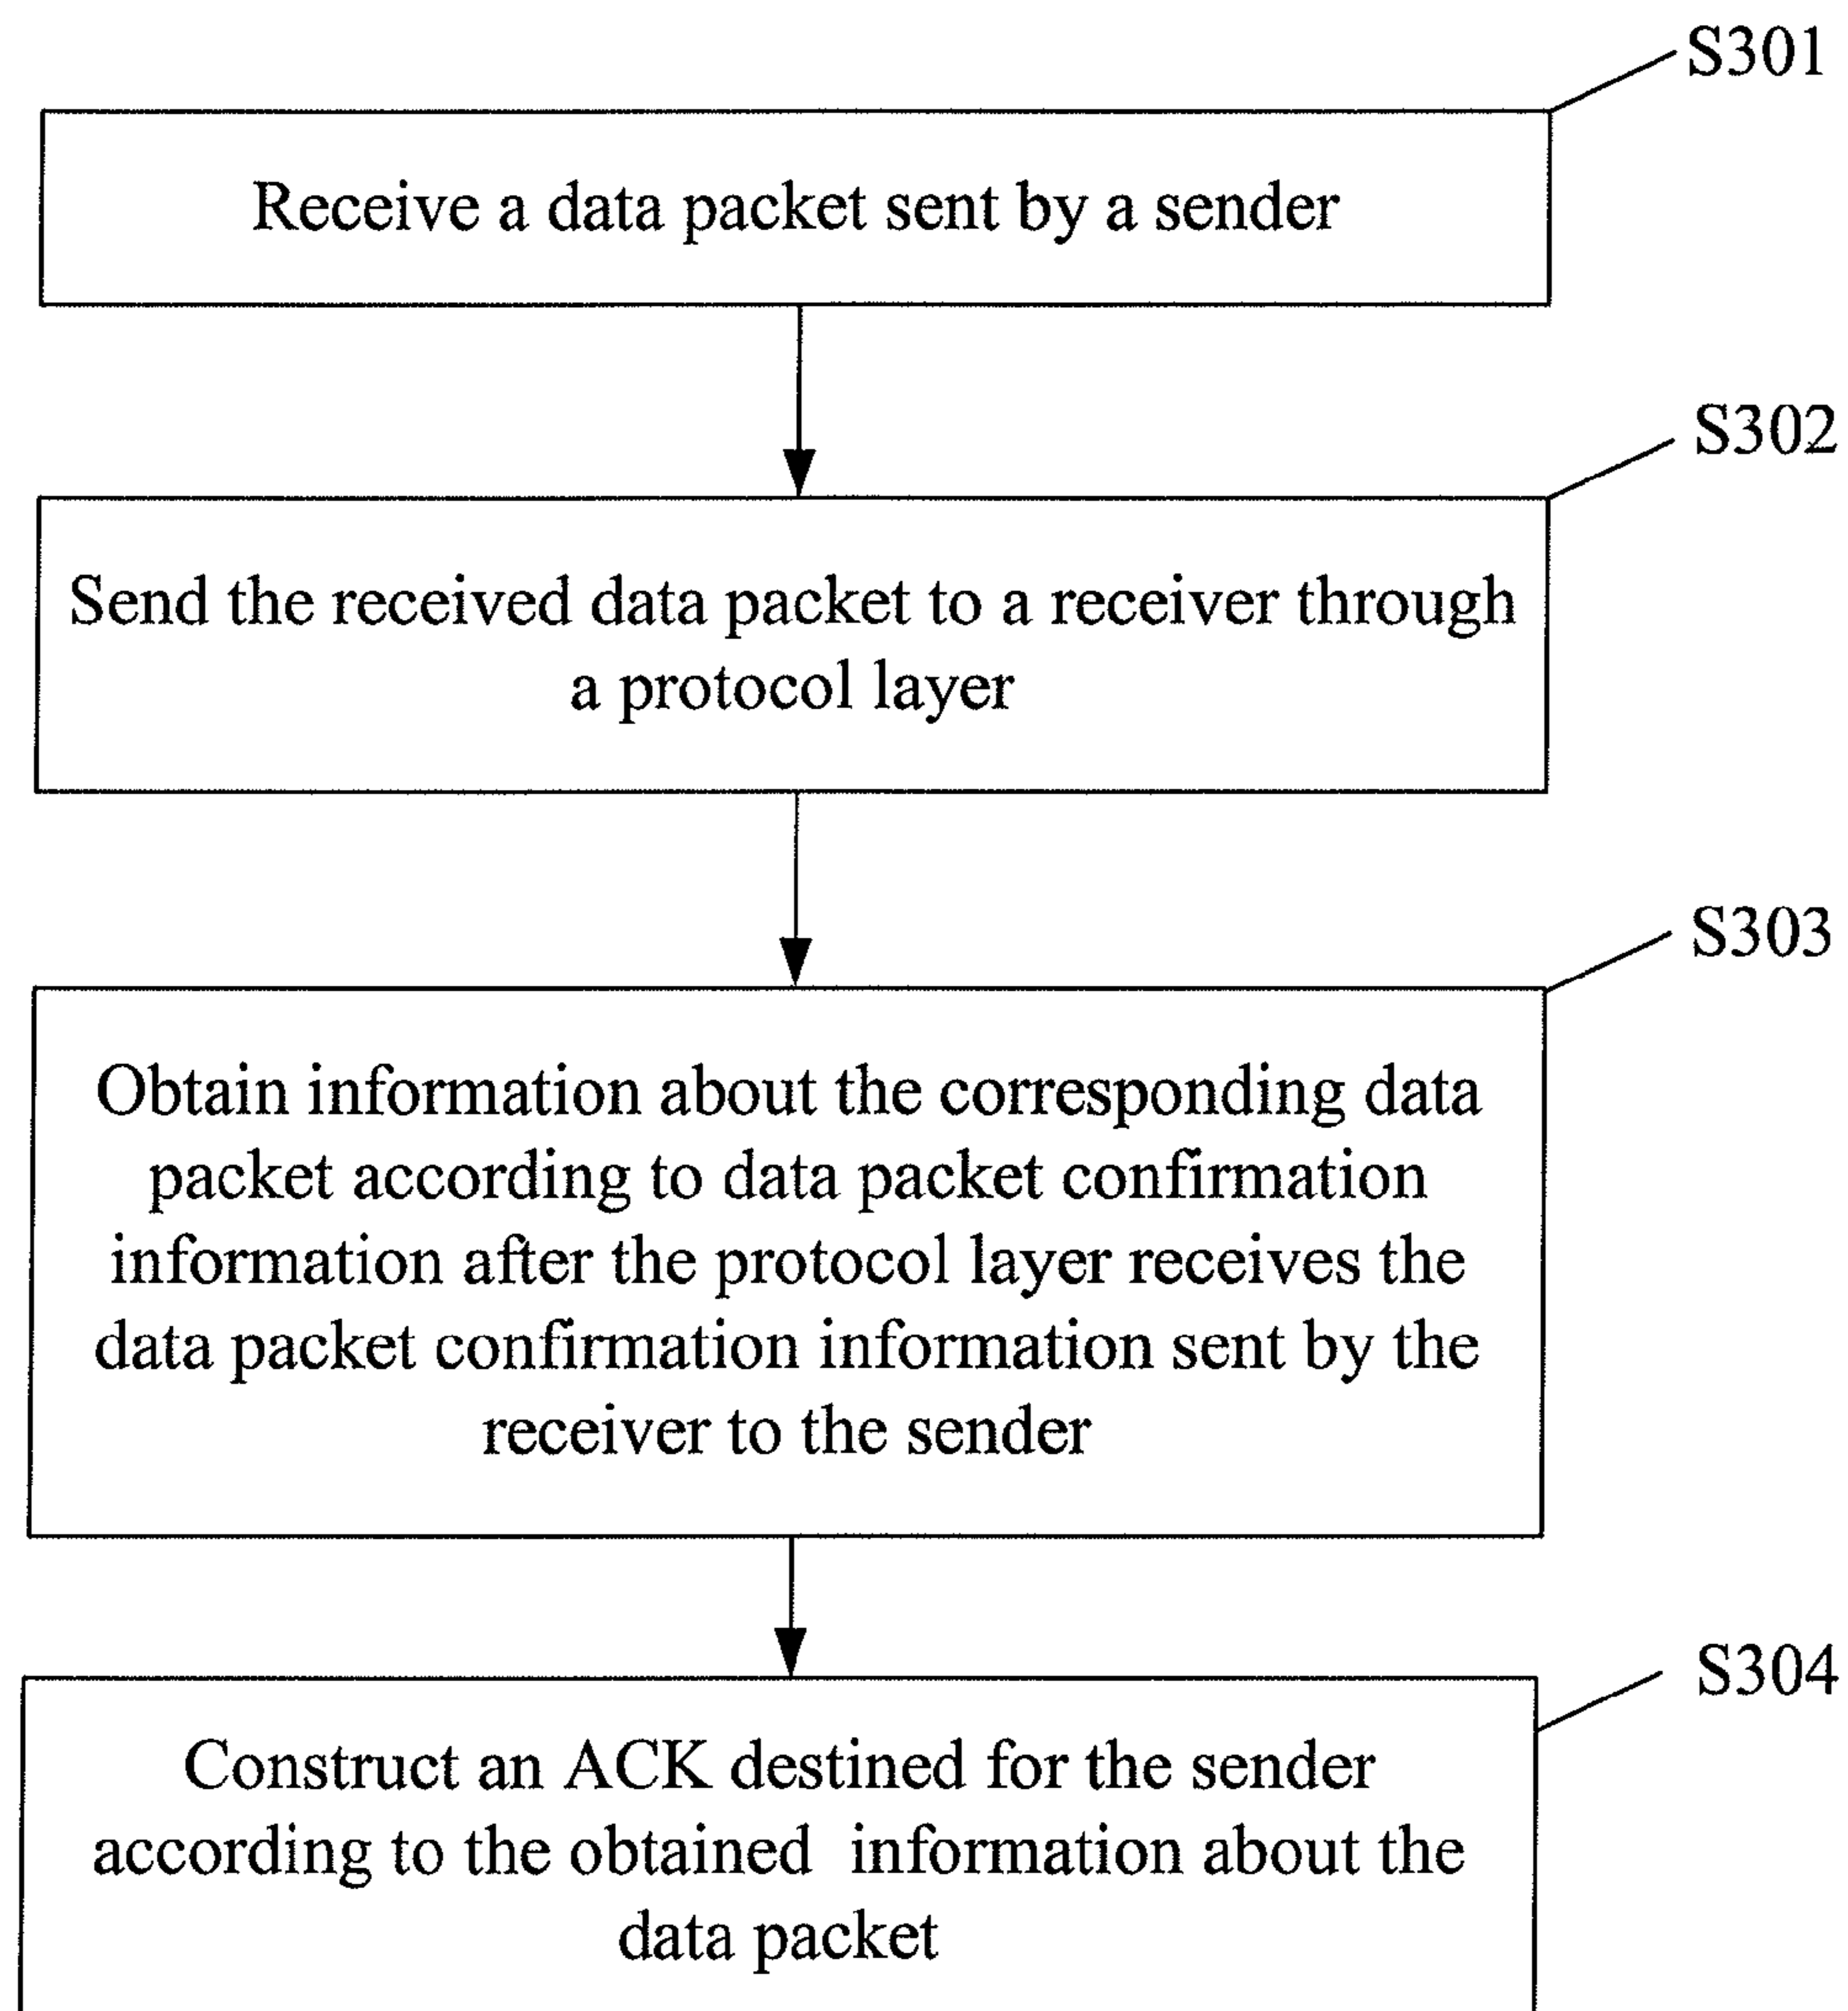 S301
Receive a data packet sent by a sender
S302
Send the received data packet to a receiver through
a protocol layer
S303
Obtain information about the corresponding data
packet according to data packet confirmation
information after the protocol layer receives the
data packet confirmation information sent by the
receiver to the sender
S304
Construct an ACK destined for the sender
according to the obtained information about the
data packet